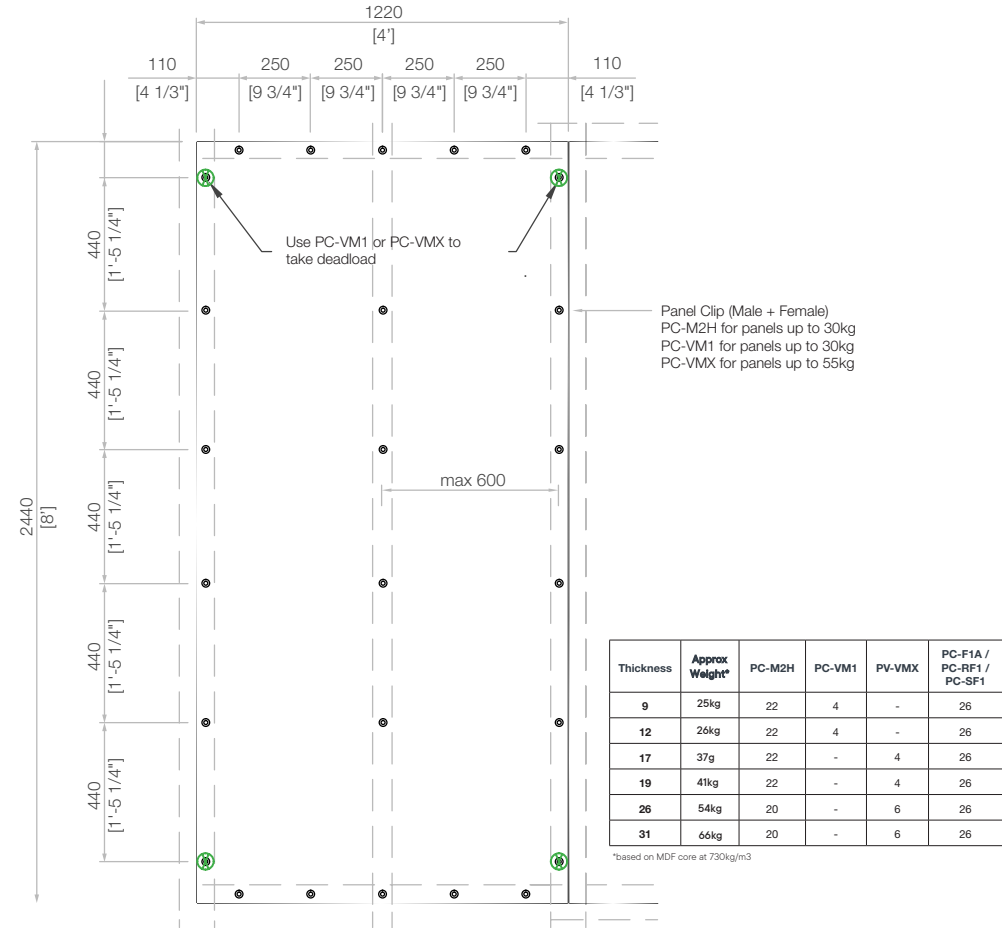 1220
[4']
110 250 250 250 250 110
[4 1/3"] [9 3/4"] [9 3/4"] [9 3/4"] [9 3/4"] [4 1/3"]
440
[1'-5 1/4"]
Use PC-VM1 or PC-VMX to
take deadload
Panel Clip (Male + Female)
PC-M2H for panels up to 30kg
PC-VM1 for panels up to 30kg
PC-VMX for panels up to 55kg
440
[1'-5 1/4"]
max 600
2440
[8']
440
[1'-5 1/4"]
440
[1'-5 1/4"]
440
[1'-5 1/4"]
Thickness Approx Weight* PC-M2H PC-VM1 PV-VMX PC-F1A / PC-RF1 / PC-SF1
9 25kg 22 4 - 26
12 26kg 22 4 - 26
17 37g 22 - 4 26
19 41kg 22 - 4 26
26 54kg 20 - 6 26
31 66kg 20 - 6 26
*based on MDF core at 730kg/m3